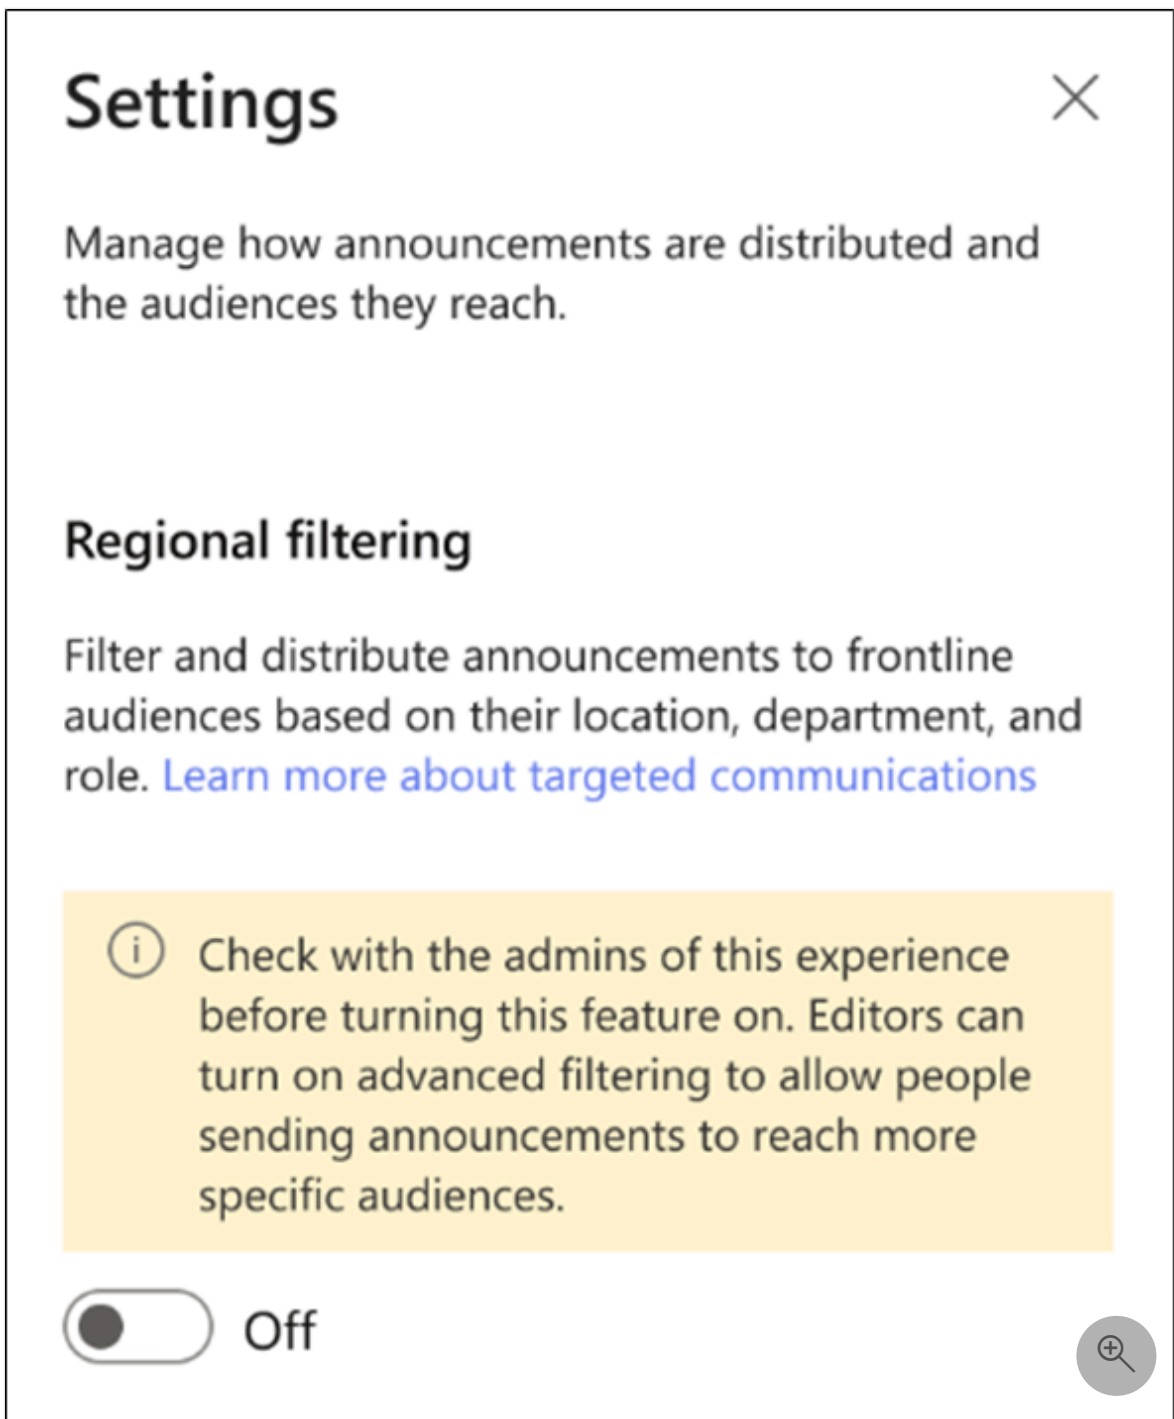 Settings
Manage how announcements are distributed and
the audiences they reach.
Regional filtering
Filter and distribute announcements to frontline
audiences based on their location, department, and
role. Learn more about targeted communications
Check with the admins of this experience
before turning this feature on. Editors can
turn on advanced filtering to allow people
sending announcements to reach more
specific audiences.
Off